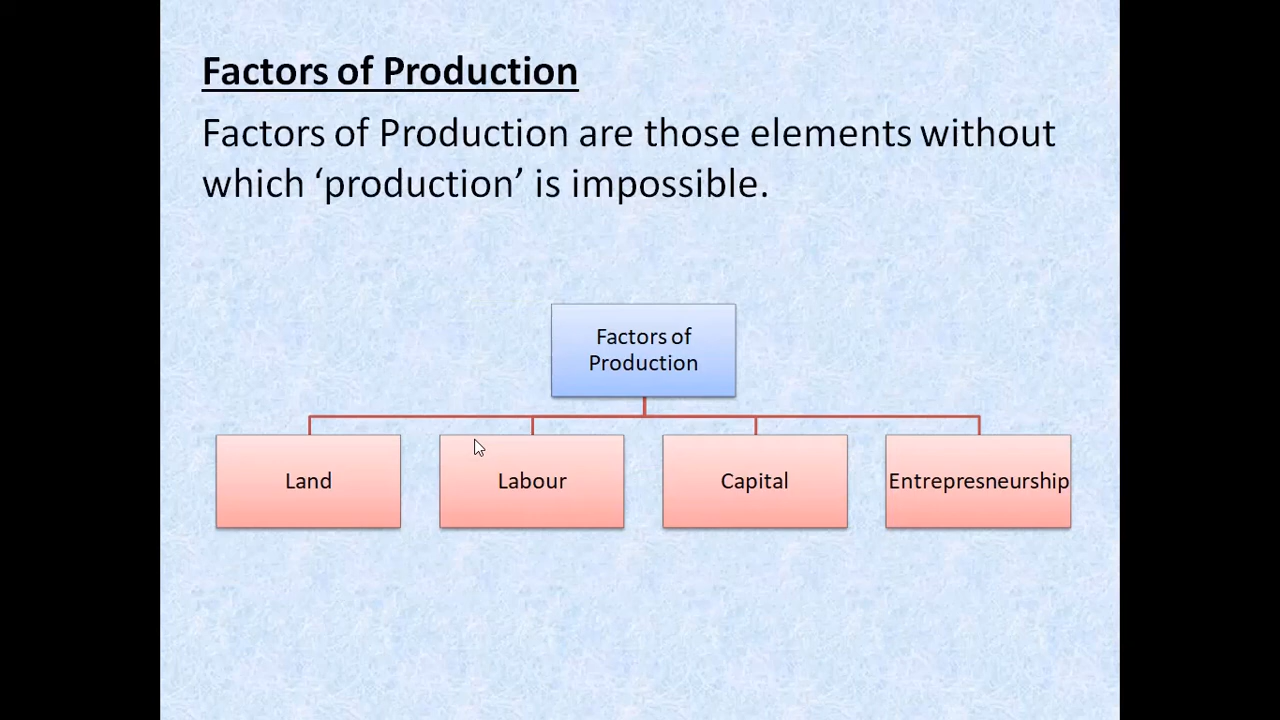 Factors of Production
Factors of Production are those elements without
which ‘production’ is impossible.
Factors of
Production
Land
Labour
Capital
Entrepresneurship